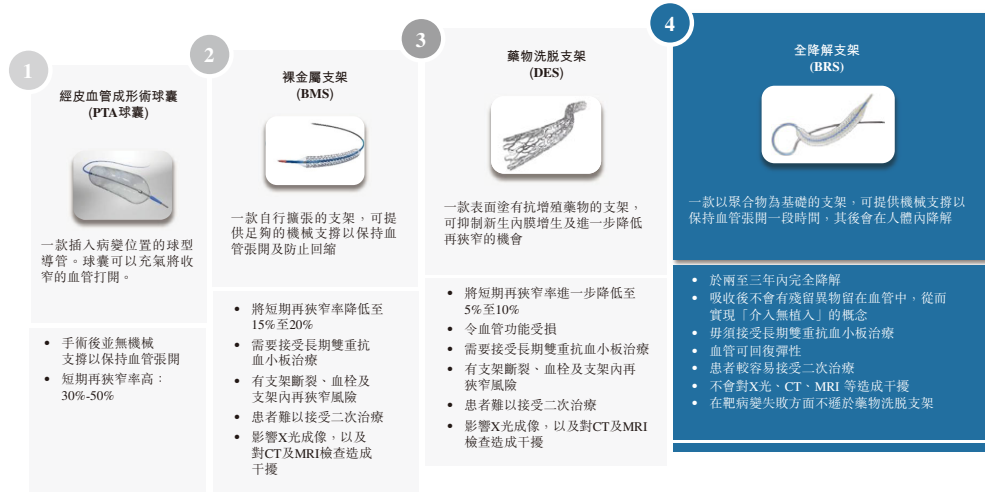 1
經皮血管成形術球囊
(PTA球囊)
一款插入病變位置的球型
導管。球囊可以充氣將收
窄的血管打開。
• 手術後並無機械
支撐以保持血管張開
• 短期再狹窄率高：
30%-50%
2
裸金屬支架
(BMS)
一款自行擴張的支架，可提
供足夠的機械支撐以保持血
管張開及防止回縮
• 將短期再狹窄率降低至
15%至20%
• 需要接受長期雙重抗
血小板治療
• 有支架斷裂、血栓及
支架內再狹窄風險
• 患者難以接受二次治療
• 影響X光成像，以及
對CT及MRI檢查造成
干擾
3
藥物洗脱支架
(DES)
一款表面塗有抗增殖藥物的支架，
可抑制新生內膜增生及進一步降低
再狹窄的機會
• 將短期再狹窄率進一步降低至
5%至10%
• 令血管功能受損
• 需要接受長期雙重抗血小板治療
• 有支架斷裂、血栓及支架內再
狹窄風險
• 患者難以接受二次治療
• 影響X光成像，以及對CT及MRI
檢查造成干擾
4
全降解支架
(BRS)
一款以聚合物為基礎的支架，可提供機械支撐以
保持血管張開一段時間，其後會在人體內降解
• 於兩至三年內完全降解
• 吸收後不會有殘留異物留在血管中，從而
實現「介入無植入」的概念
• 毋須接受長期雙重抗血小板治療
• 血管可回復彈性
• 患者較容易接受二次治療
• 不會對X光、CT、MRI 等造成干擾
• 在靶病變失敗方面不遜於藥物洗脱支架